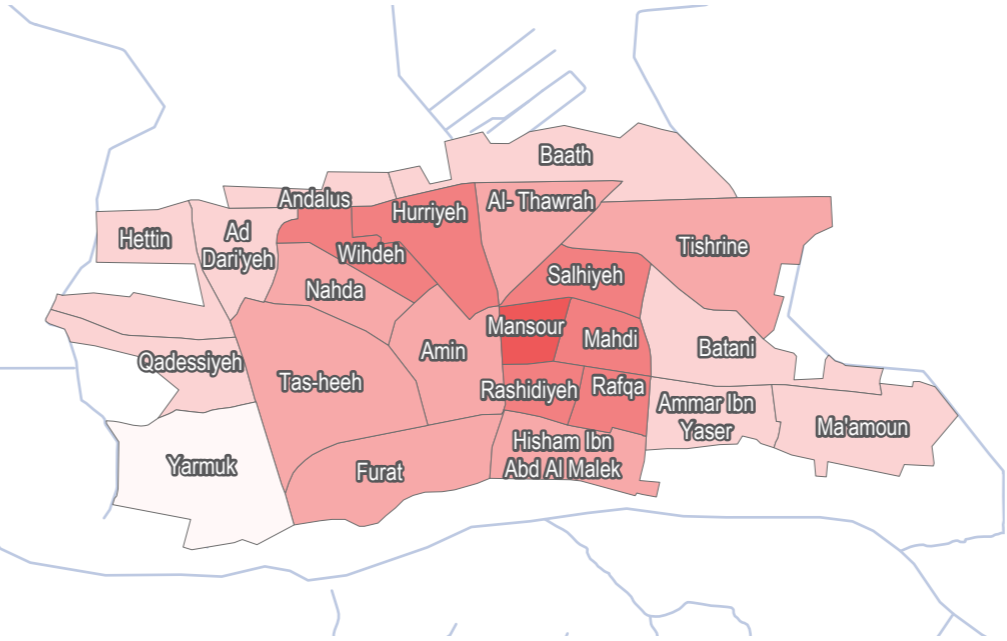 Baath
Andalus
Hurriyeh
Al- Thawrah
Hettin
Ad
Dari'yeh
Wihdeh
Tishrine
Salhiyeh
Nahda
Mansour
Mahdi
Amin
Batani
Qadessiyeh
Tas-heeh
Rashidiyeh
Rafqa
Ammar Ibn
Yaser
Ma'amoun
Hisham Ibn
Abd Al Malek
Yarmuk
Furat